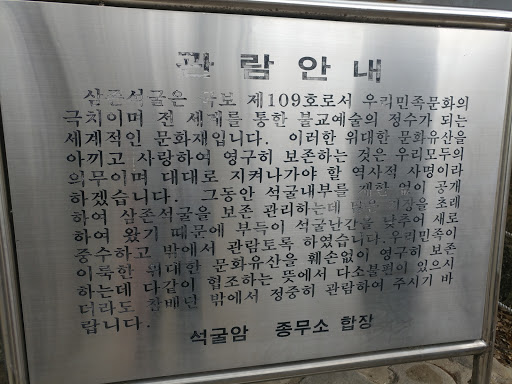 관람안내
삼존석굴은 국보 제109호로서 우리민족문화의
극치이며 전 세계를 통한 불교예술의 정수가 되는
세계적인 문화재입니다. 이러한 위대한 문화유산을
아끼고 사랑하여 영구히 보존하는 것은 우리모두의
의무이며 대대로 지켜나가야 할 역사적 사명이라
하겠습니다. 그동안 석굴내부를 제한 없이 공개
하여 삼존석굴을 보존 관리하는데 지장을 초래
하여 왔기 때문에 부득이 석굴난간을 낮추어 새로
중수하고 밖에서 관람토록 하였습니다. 우리민족이
이룩한 위대한 문화유산을 훼손없이 영구히 보존
하는데 다같이 협조하는 뜻에서 다소불편이 있으시
더라도 참배단 밖에서 정중히 관람하여 주시기 바
랍니다.
석굴암 종무소 합장